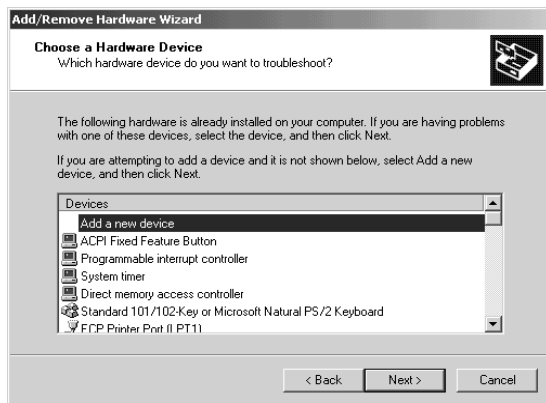 Add/Remove Hardware Wizard
Choose a Hardware Device
Which hardware device do you want to troubleshoot?
The following hardware is already installed on your computer. If you are having problems
with one of these devices, select the device, and then click Next.
If you are attempting to add a device and it is not shown below, select Add a new
device, and then click Next.
Devices
Add a new device
ACPI Fixed Feature Button
Programmable interrupt controller
System timer
Direct memory access controller
Standard 101/102-Key or Microsoft Natural PS/2 Keyboard
ECP Printer Port (LPT1)
< Back Next > Cancel